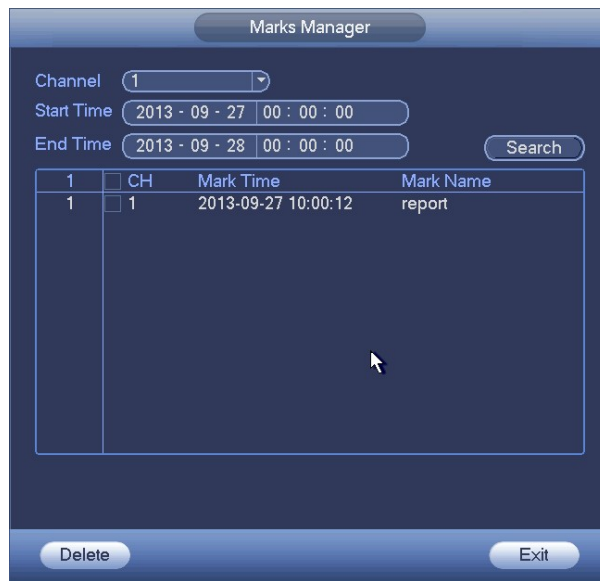 Marks Manager
Channel 1
Start Time 2013 - 09 - 27 00 : 00 : 00
End Time 2013 - 09 - 28 00 : 00 : 00 Search
1 CH Mark Time Mark Name
1 1 2013-09-27 10:00:12 report
Delete Exit